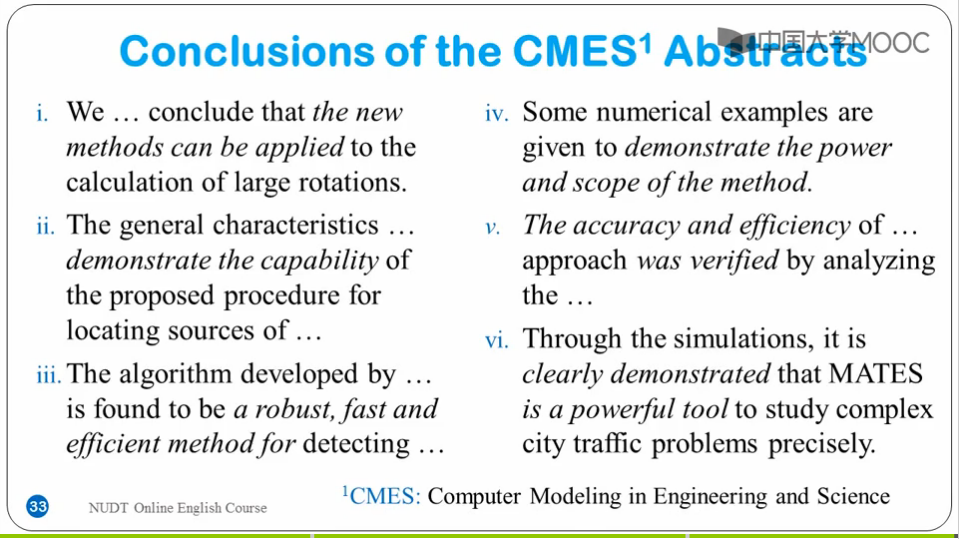 Conclusions of the CMES¹ Abstracts
中国大学MOOC
i. We … conclude that the new
methods can be applied to the
calculation of large rotations.
ii. The general characteristics …
demonstrate the capability of
the proposed procedure for
locating sources of …
iii. The algorithm developed by …
is found to be a robust, fast and
efficient method for detecting …
iv. Some numerical examples are
given to demonstrate the power
and scope of the method.
v. The accuracy and efficiency of …
approach was verified by analyzing
the …
vi. Through the simulations, it is
clearly demonstrated that MATES
is a powerful tool to study complex
city traffic problems precisely.
¹CMES: Computer Modeling in Engineering and Science
33 NUDT Online English Course